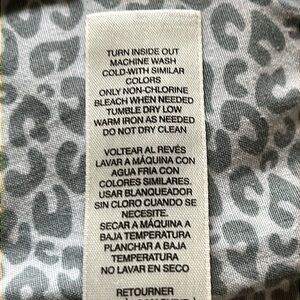 TURN INSIDE OUT
MACHINE WASH
COLD-WITH SIMILAR
COLORS
ONLY NON-CHLORINE
BLEACH WHEN NEEDED
TUMBLE DRY LOW
WARM IRON AS NEEDED
DO NOT DRY CLEAN
VOLTEAR AL REVÉS
LAVAR A MÁQUINA CON
AGUA FRIA CON
COLORES SIMILARES.
USAR BLANQUEADOR
SIN CLORO CUANDO SE
NECESITE.
SECAR A MÁQUINA A
BAJA TEMPERATURA
PLANCHAR A BAJA
TEMPERATURA
NO LAVAR EN SECO
RETOURNER